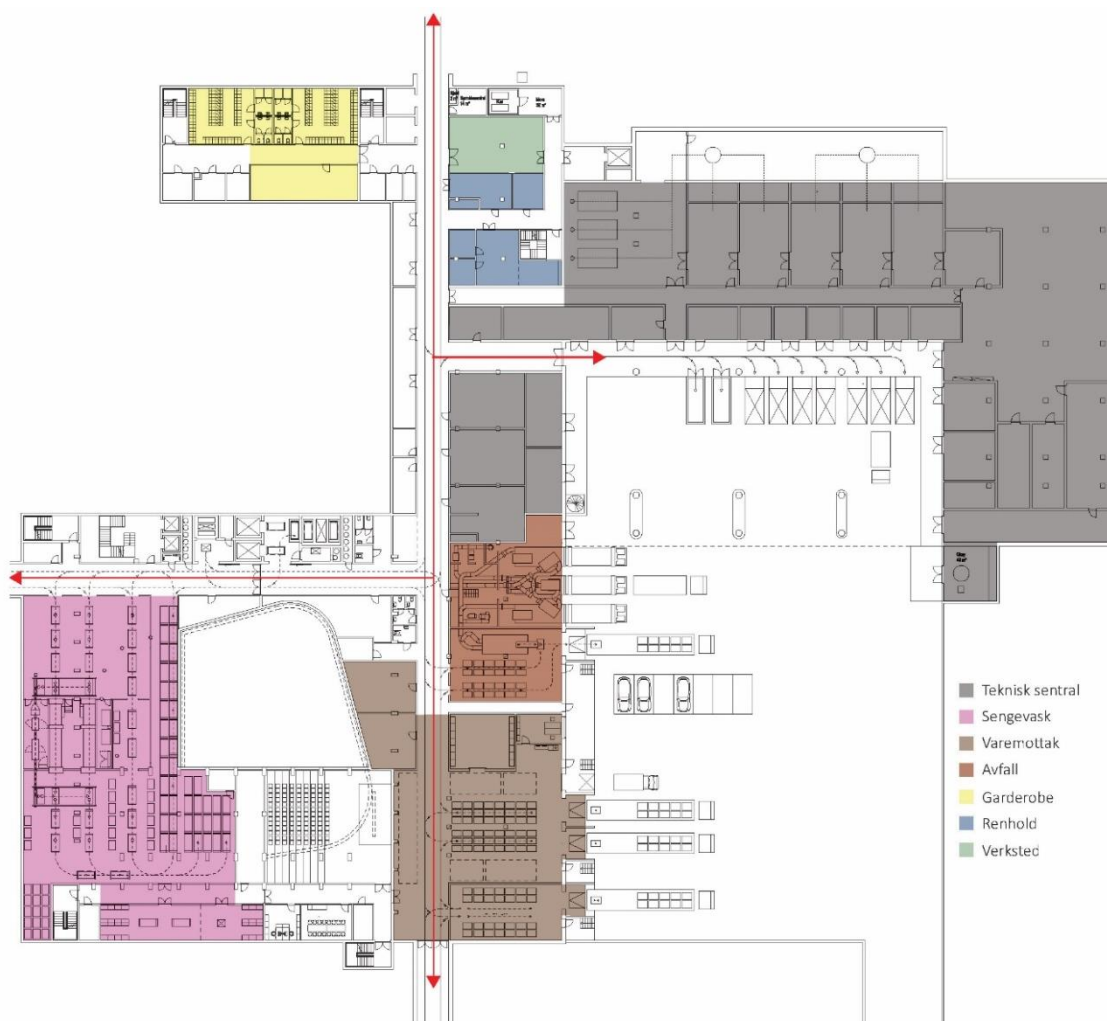 Teknisk sentral
Sengevask
Varemottak
Avfall
Garderobe
Renhold
Verksted